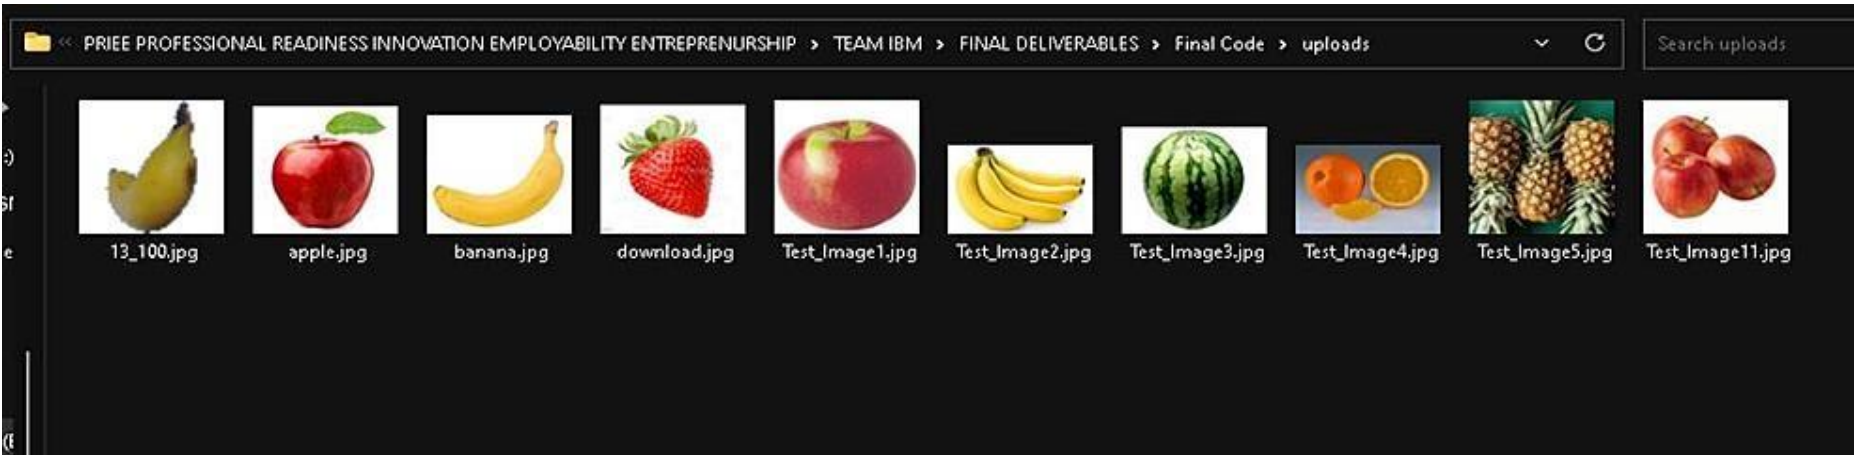 « PRIEE PROFESSIONAL READINESS INNOVATION EMPLOYABILITY ENTREPRENURSHIP > TEAM IBM > FINAL DELIVERABLES > Final Code > uploads
Search uploads
13_100.jpg apple.jpg banana.jpg download.jpg Test_Image1.jpg Test_Image2.jpg Test_Image3.jpg Test_Image4.jpg Test_Image5.jpg Test_Image11.jpg